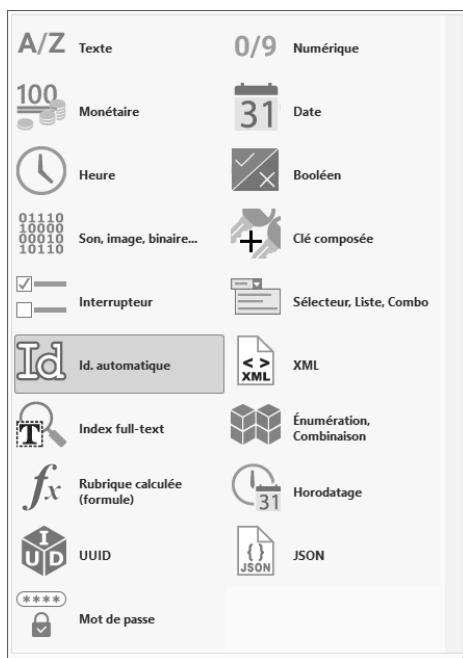 A/Z Texte
0/9 Numérique
100 Monétaire
31 Date
Heure
Booléen
01110
10000
00010
10110
Son, image, binaire...
Clé composée
Interrupteur
Sélecteur, Liste, Combo
Id Id. automatique
< >
XML
XML
T Index full-text
Énumération,
Combinaison
fx Rubrique calculée
(formule)
31 Horodatage
I U D UUID
{ }
JSON
JSON
**** Mot de passe